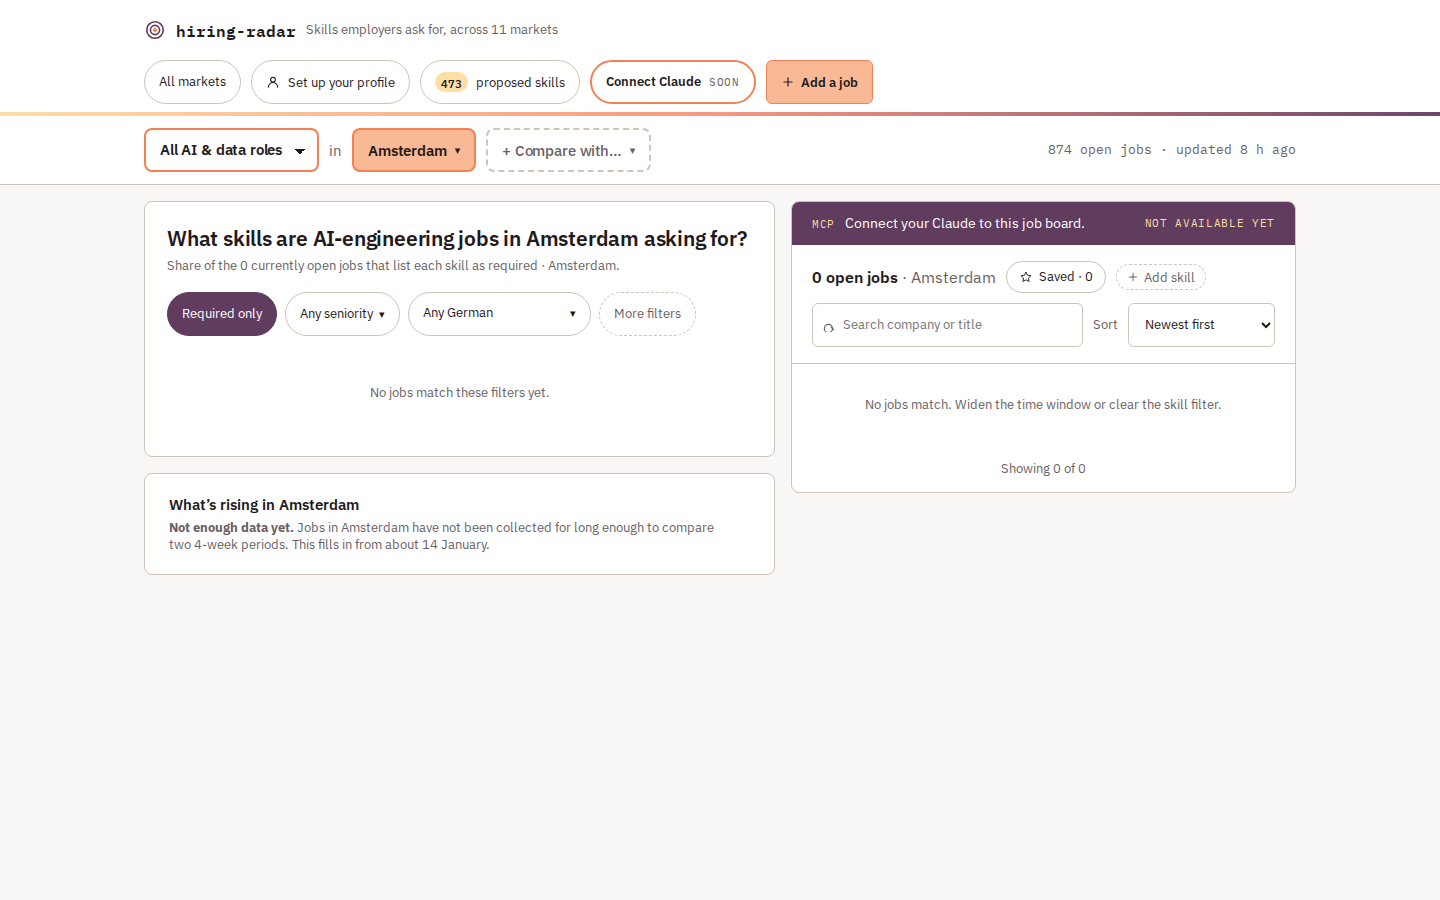 hiring-radar Skills employers ask for, across 11 markets
All markets
Set up your profile
473 proposed skills
Connect Claude SOON
+ Add a job
All AI & data roles
in
Amsterdam ▾
+ Compare with... ▾
874 open jobs · updated 8 h ago
What skills are AI-engineering jobs in Amsterdam asking for?
Share of the 0 currently open jobs that list each skill as required · Amsterdam.
Required only
Any seniority ▾
Any German ▾
More filters
No jobs match these filters yet.
What's rising in Amsterdam
Not enough data yet. Jobs in Amsterdam have not been collected for long enough to compare
two 4-week periods. This fills in from about 14 January.
MCP Connect your Claude to this job board. NOT AVAILABLE YET
0 open jobs · Amsterdam
Saved · 0
+ Add skill
Search company or title
Sort
Newest first
No jobs match. Widen the time window or clear the skill filter.
Showing 0 of 0